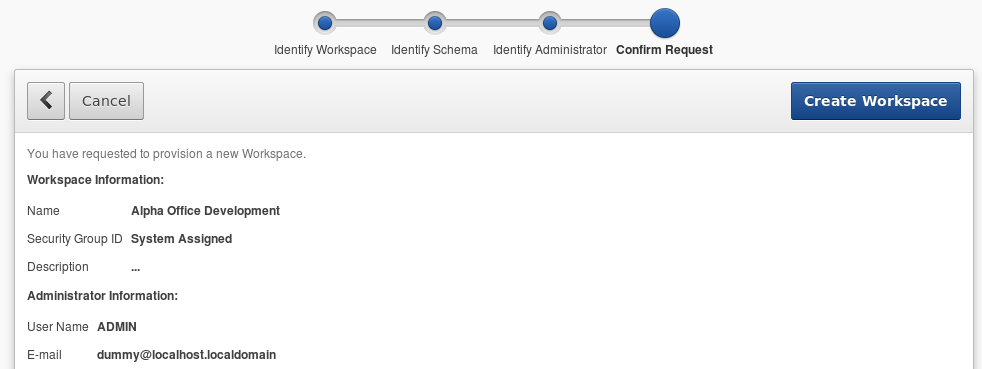 Identify Workspace Identify Schema Identify Administrator Confirm Request
Cancel Create Workspace
You have requested to provision a new Workspace.
Workspace Information:
Name Alpha Office Development
Security Group ID System Assigned
Description ...
Administrator Information:
User Name ADMIN
E-mail dummy@localhost.localdomain